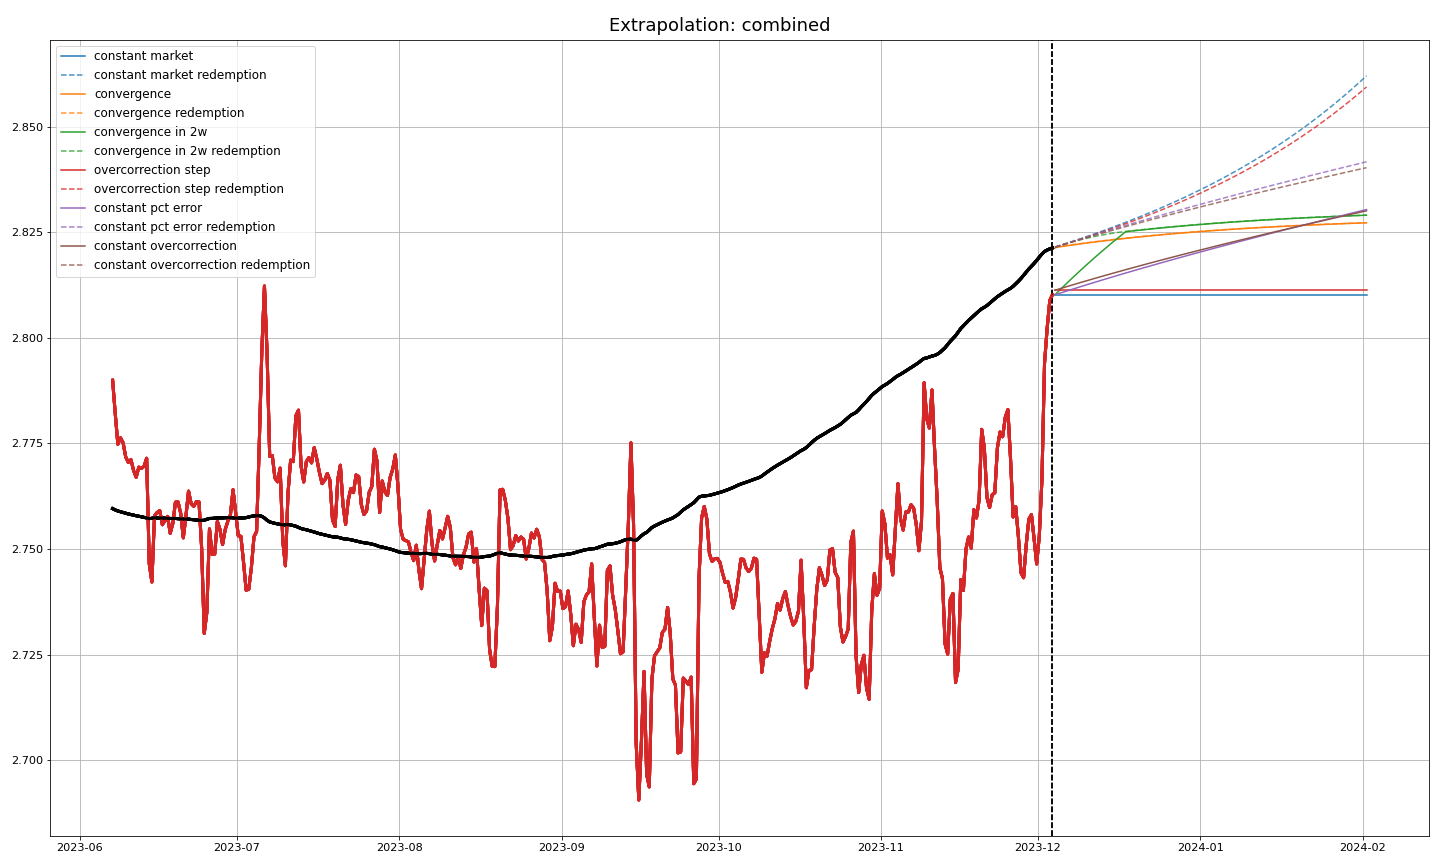 Extrapolation: combined
constant market
constant market redemption
convergence
convergence redemption
convergence in 2w
convergence in 2w redemption
overcorrection step
overcorrection step redemption
constant pct error
constant pct error redemption
constant overcorrection
constant overcorrection redemption
2.850
2.825
2.800
2.775
2.750
2.725
2.700
2023-06 2023-07 2023-08 2023-09 2023-10 2023-11 2023-12 2024-01 2024-02